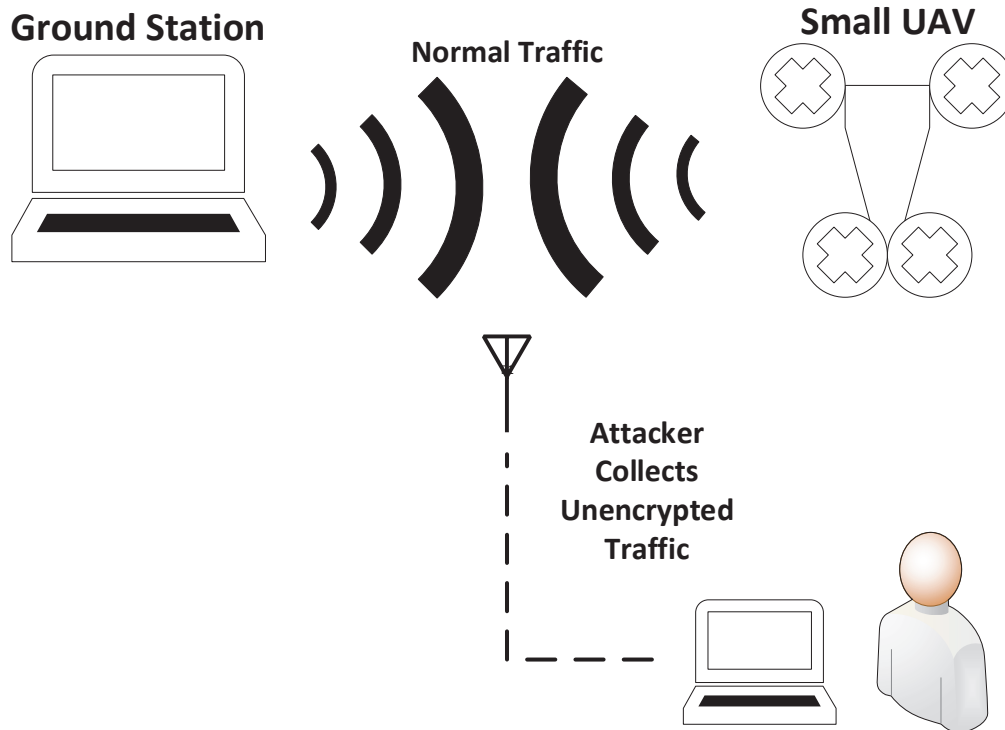 Ground Station
Normal Traffic
Small UAV
Attacker
Collects
Unencrypted
Traffic